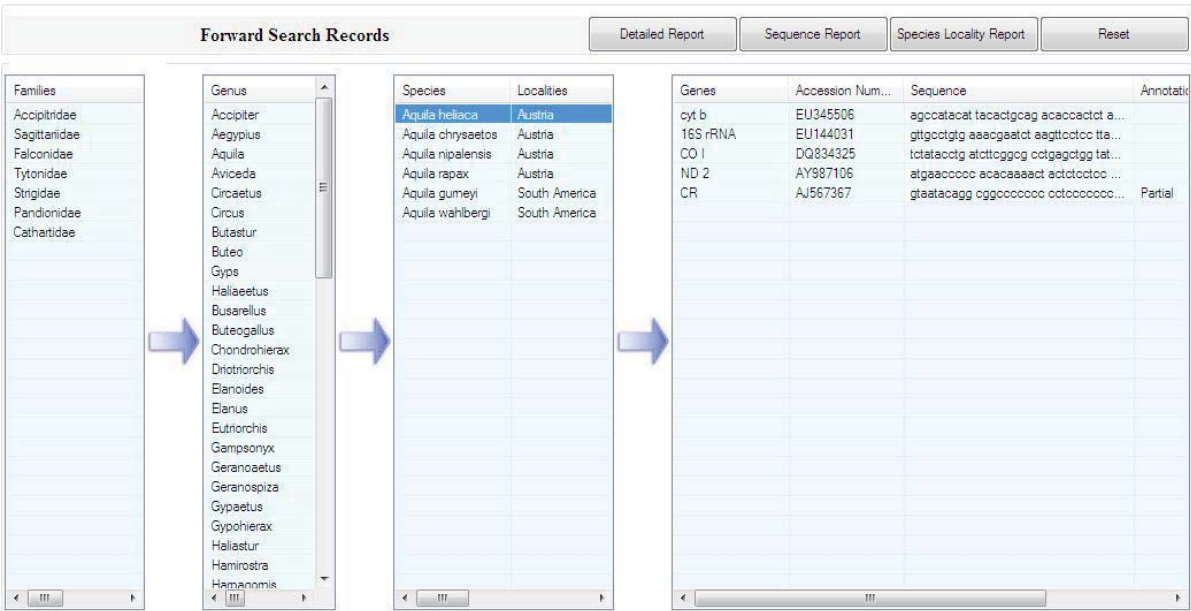 Forward Search Records
Detailed Report
Sequence Report
Species Locality Report
Reset
Families
Accipitridae
Sagittariidae
Falconidae
Tytonidae
Strigidae
Pandionidae
Cathartidae
Genus
Accipiter
Aegypius
Aquila
Aviceda
Circaetus
Circus
Butastur
Buteo
Gyps
Haliaeetus
Busarellus
Buteogallus
Chondrohierax
Driotriorchis
Elanoides
Elanus
Eutriorchis
Gampsonyx
Geranoaetus
Geranospiza
Gypaetus
Gypohierax
Haliastur
Hamirostra
Species Localities
Aquila heliaca Austria
Aquila chrysaetos Austria
Aquila nipalensis Austria
Aquila rapax Austria
Aquila gurneyi South America
Aquila wahlbergi South America
Genes Accession Num... Sequence Annotatic
cyt b EU345506 agccatacat tacactgcag acaccactct a...
16S rRNA EU144031 gttgcctgtg aaacgaatct aagttcctcc tta...
CO I DQ834325 tctatacctg atcttcggcg cctgagctgg tat...
ND 2 AY987106 atgaaccccc acacaaaact actctcctcc ...
CR AJ567367 gtaatacagg cggccccccc cctccccccc... Partial